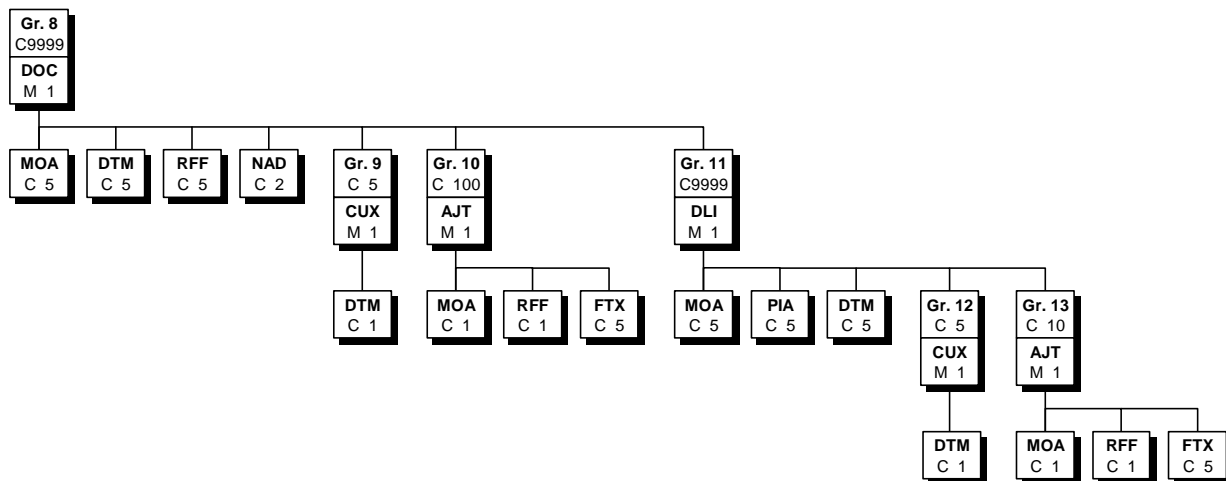 Gr. 8
C9999
DOC
M 1
MOA
C 5
DTM
C 5
RFF
C 5
NAD
C 2
Gr. 9
C 5
CUX
M 1
Gr. 10
C 100
AJT
M 1
Gr. 11
C9999
DLI
M 1
DTM
C 1
MOA
C 1
RFF
C 1
FTX
C 5
MOA
C 5
PIA
C 5
DTM
C 5
Gr. 12
C 5
CUX
M 1
Gr. 13
C 10
AJT
M 1
DTM
C 1
MOA
C 1
RFF
C 1
FTX
C 5